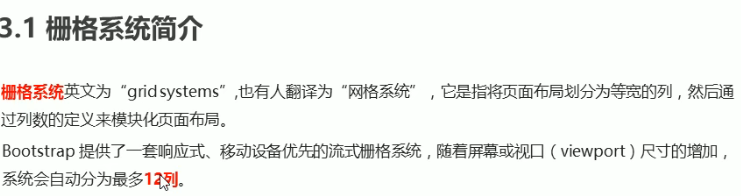 3.1 栅格系统简介
栅格系统英文为“grid systems”,也有人翻译为“网格系统”，它是指将页面布局划分为等宽的列，然后通
过列数的定义来模块化页面布局。
Bootstrap 提供了一套响应式、移动设备优先的流式栅格系统，随着屏幕或视口（viewport）尺寸的增加，
系统会自动分为最多12列。